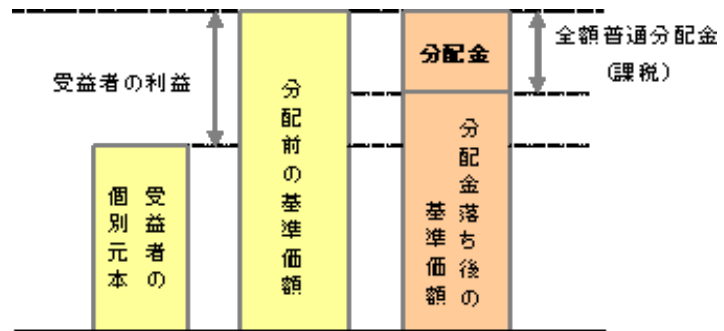 受益者の利益
受益者の
個別元本
分配前の基準価額
分配金
分配金落ち後の
基準価額
全額普通分配金
（課税）